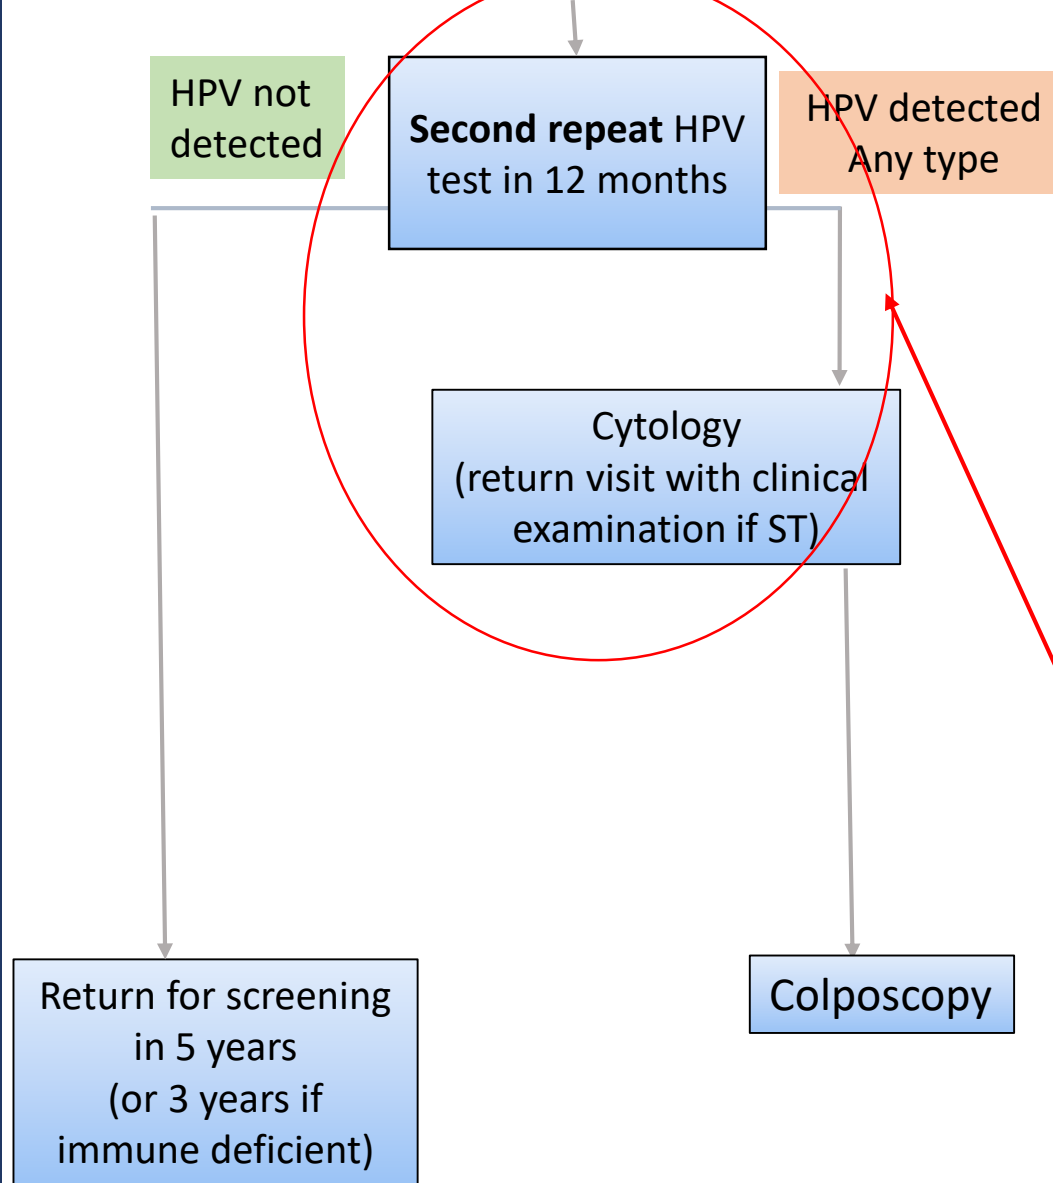 HPV not
detected
Second repeat HPV
test in 12 months
HPV detected
Any type
Cytology
(return visit with clinical
examination if ST)
Return for screening
in 5 years
(or 3 years if
immune deficient)
Colposcopy